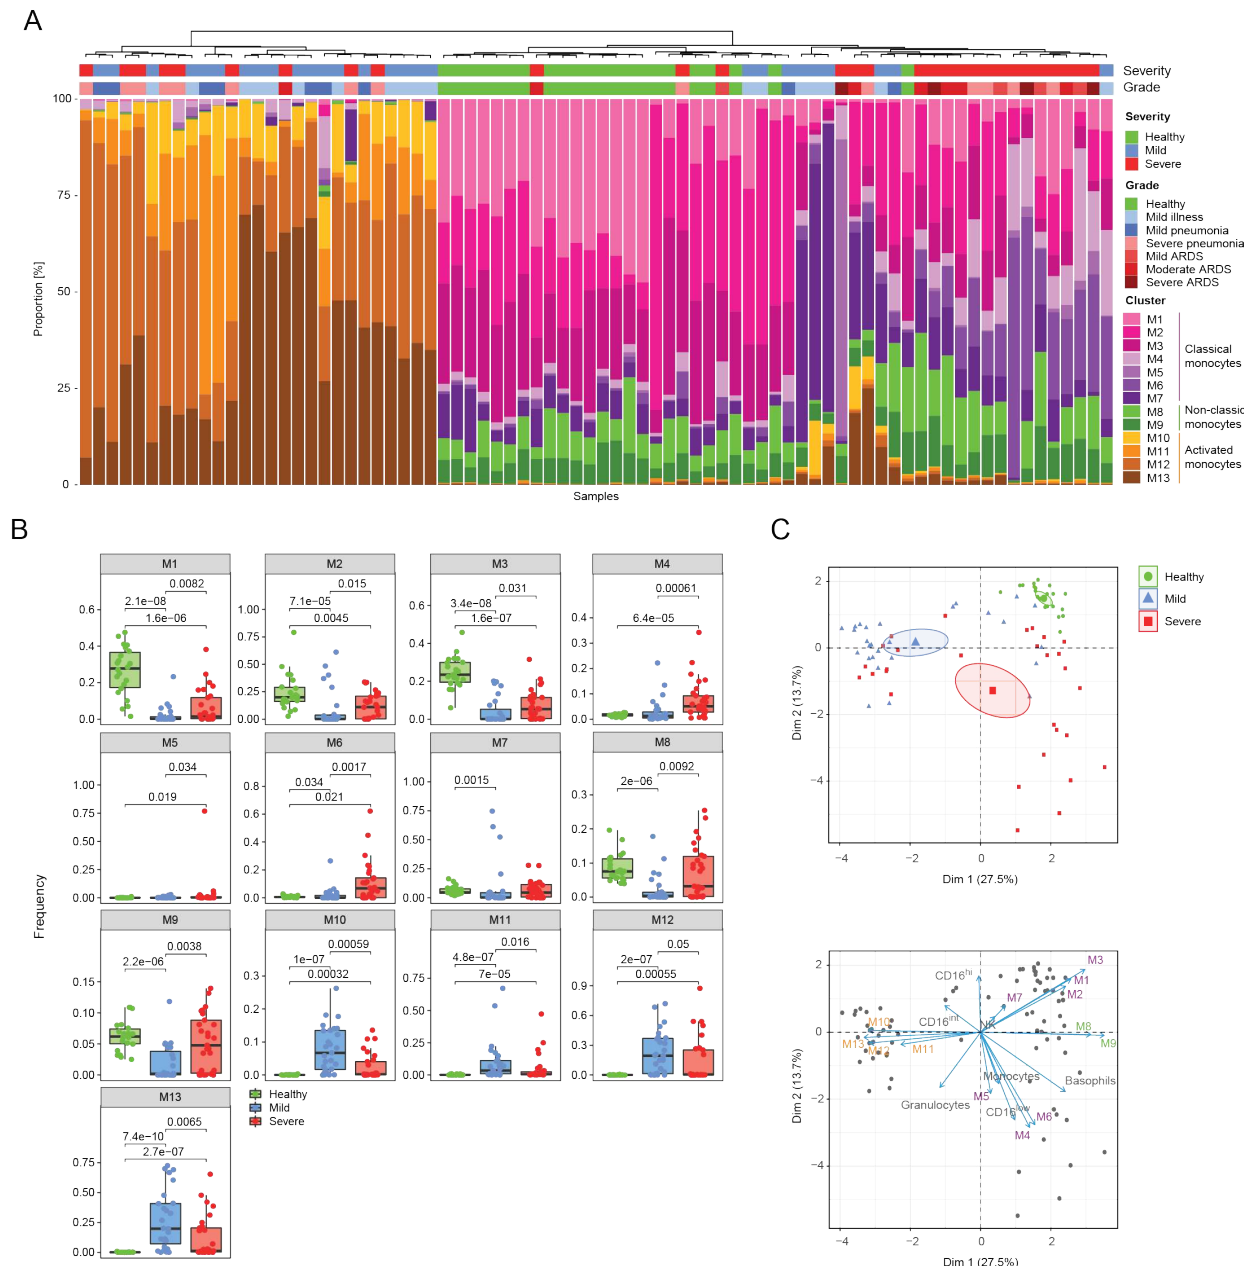 A
Severity
Grade
100
75
50
25
0
Proportion [%]
Samples
Severity
Healthy
Mild
Severe
Grade
Healthy
Mild illness
Mild pneumonia
Severe pneumonia
Mild ARDS
Moderate ARDS
Severe ARDS
Cluster
M1
M2
M3
M4
M5
M6
M7
M8
M9
M10
M11
M12
M13
Classical
monocytes
Non-classic
monocytes
Activated
monocytes
B
Frequency
M1
0.0082
2.1e-08
1.6e-06
0.6
0.4
0.2
0.0
M2
0.015
7.1e-05
0.0045
1.00
0.75
0.50
0.25
0.00
M3
0.031
3.4e-08
1.6e-07
0.6
0.4
0.2
0.0
M4
0.00061
6.4e-05
0.4
0.3
0.2
0.1
0.0
M5
0.034
0.019
1.00
0.75
0.50
0.25
0.00
M6
0.0017
0.034
0.021
0.8
0.6
0.4
0.2
0.0
M7
0.0015
1.00
0.75
0.50
0.25
0.00
M8
0.0092
2e-06
0.3
0.2
0.1
0.0
M9
0.0038
2.2e-06
0.15
0.10
0.05
0.00
M10
0.00059
1e-07
0.00032
0.3
0.2
0.1
0.0
M11
0.016
4.8e-07
7e-05
0.75
0.50
0.25
0.00
M12
0.05
2e-07
0.00055
0.75
0.50
0.25
0.00
M13
0.0065
7.4e-10
2.7e-07
0.75
0.50
0.25
0.00
Healthy
Mild
Severe
C
2
0
−2
−4
Dim 2 (13.7%)
−4
−2
0
2
Dim 1 (27.5%)
Healthy
Mild
Severe
2
0
−2
−4
Dim 2 (13.7%)
M3
CD16hi
M1
M2
M7
CD16int
NK
M10
M8
M13
M12
M11
M9
Monocytes
Basophils
M5
Granulocytes
CD16low
M6
M4
−4
−2
0
2
Dim 1 (27.5%)